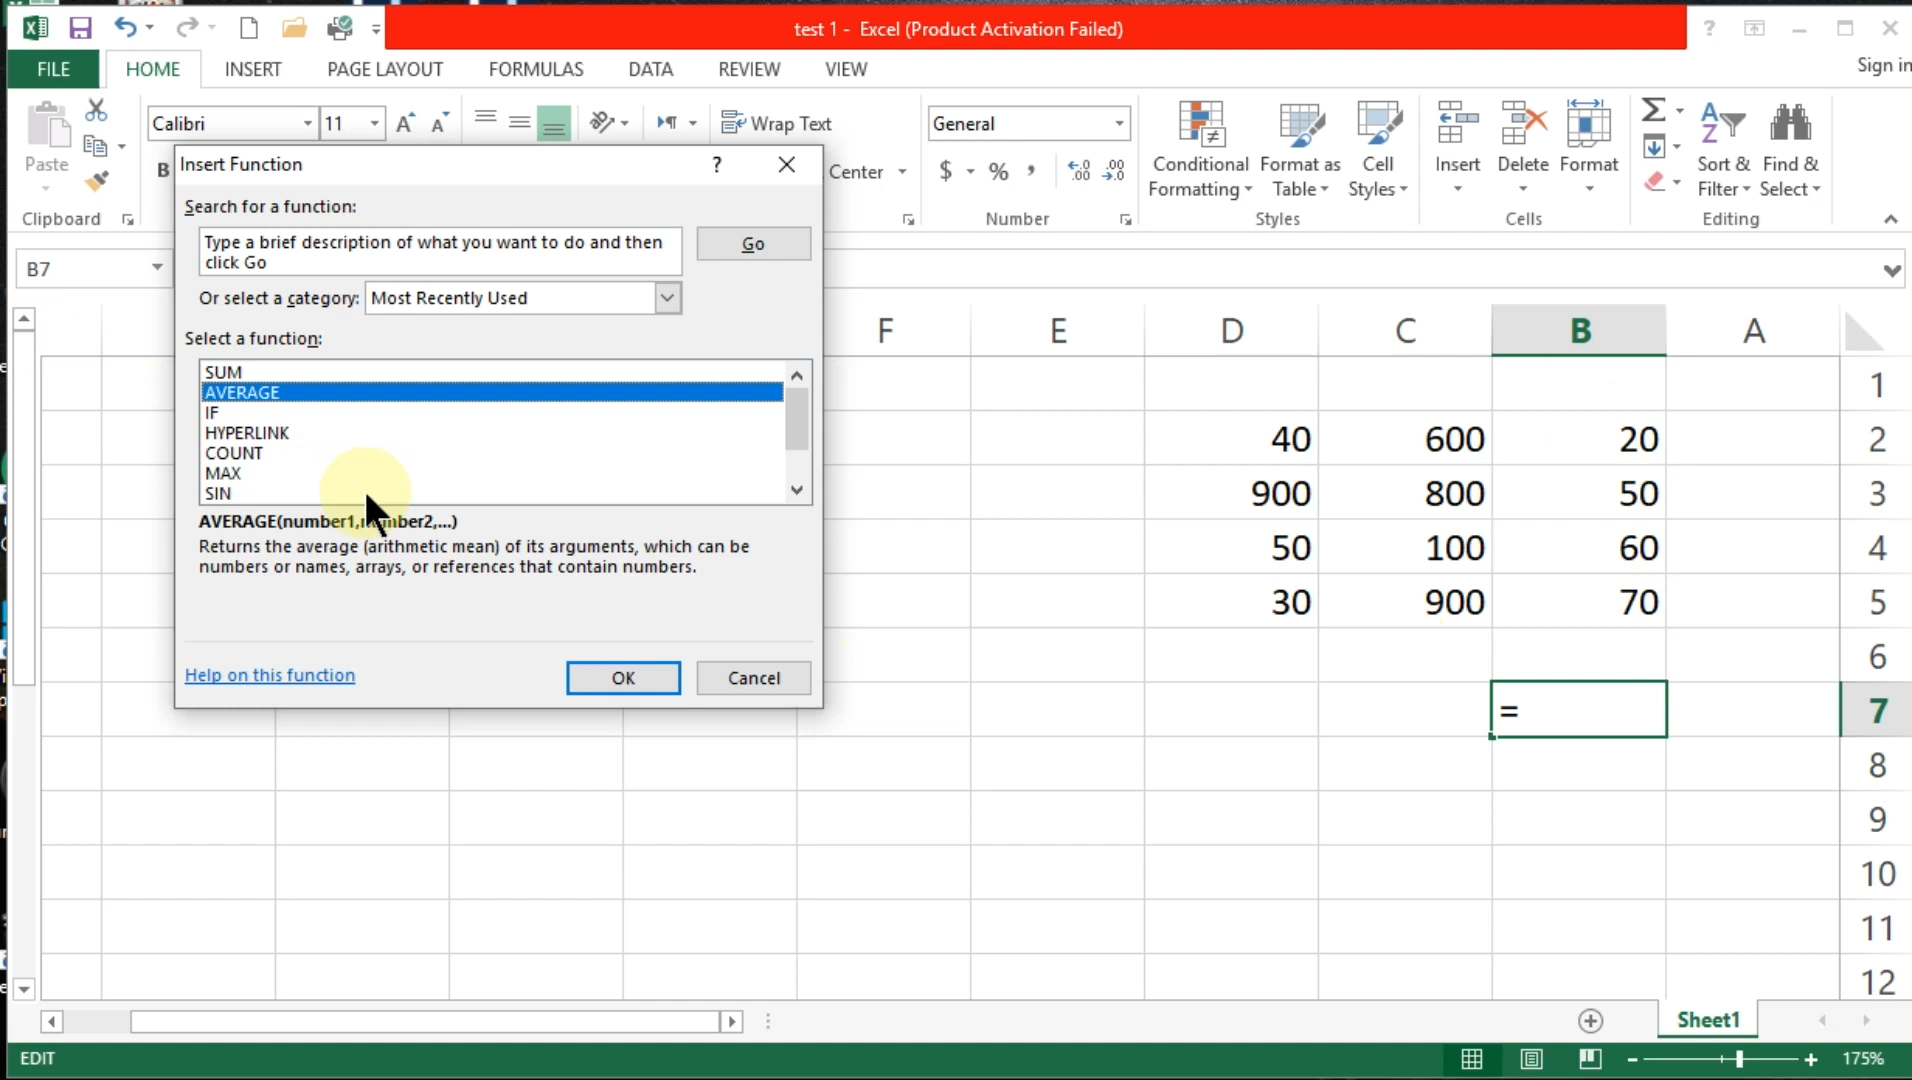 test 1 - Excel (Product Activation Failed)
?
FILE HOME INSERT PAGE LAYOUT FORMULAS DATA REVIEW VIEW
Sign in
Calibri 11 Wrap Text General
Paste B Center $ % , .00 .00
Conditional Formatting
Format as Table
Cell Styles
Insert Delete Format
Sort & Filter
Find & Select
Clipboard Number Styles Cells Editing
B7
Insert Function ?
Search for a function:
Type a brief description of what you want to do and then
click Go
Go
Or select a category: Most Recently Used
Select a function:
SUM
AVERAGE
IF
HYPERLINK
COUNT
MAX
SIN
AVERAGE(number1,number2,...)
Returns the average (arithmetic mean) of its arguments, which can be
numbers or names, arrays, or references that contain numbers.
Help on this function OK Cancel
F E D C B A
1
40 600 20 2
900 800 50 3
50 100 60 4
30 900 70 5
6
= 7
8
9
10
11
12
Sheet1
EDIT 175%